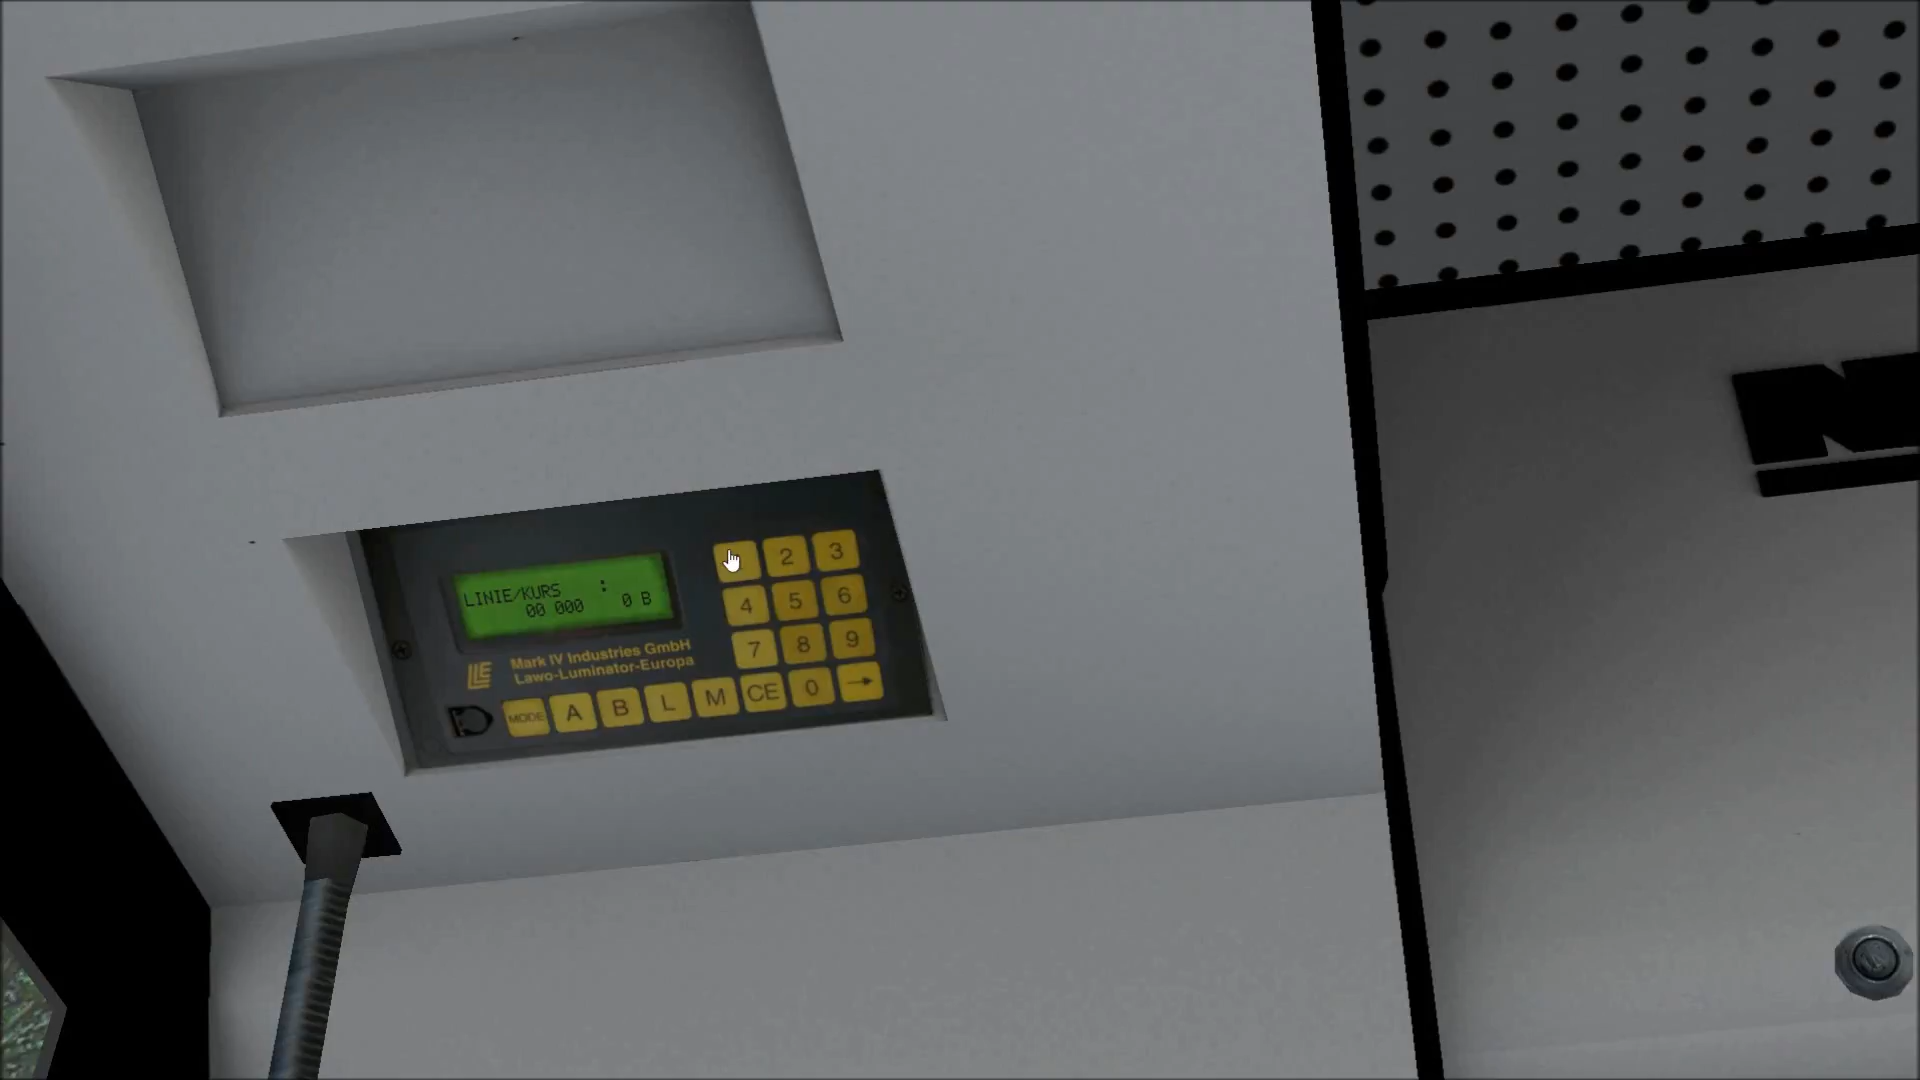 LINIE/KURS :
00 000 0 B
Mark IV Industries GmbH
Lawo-Luminator-Europa
LLE
2 3
4 5 6
7 8 9
MODE A B L M CE 0 →